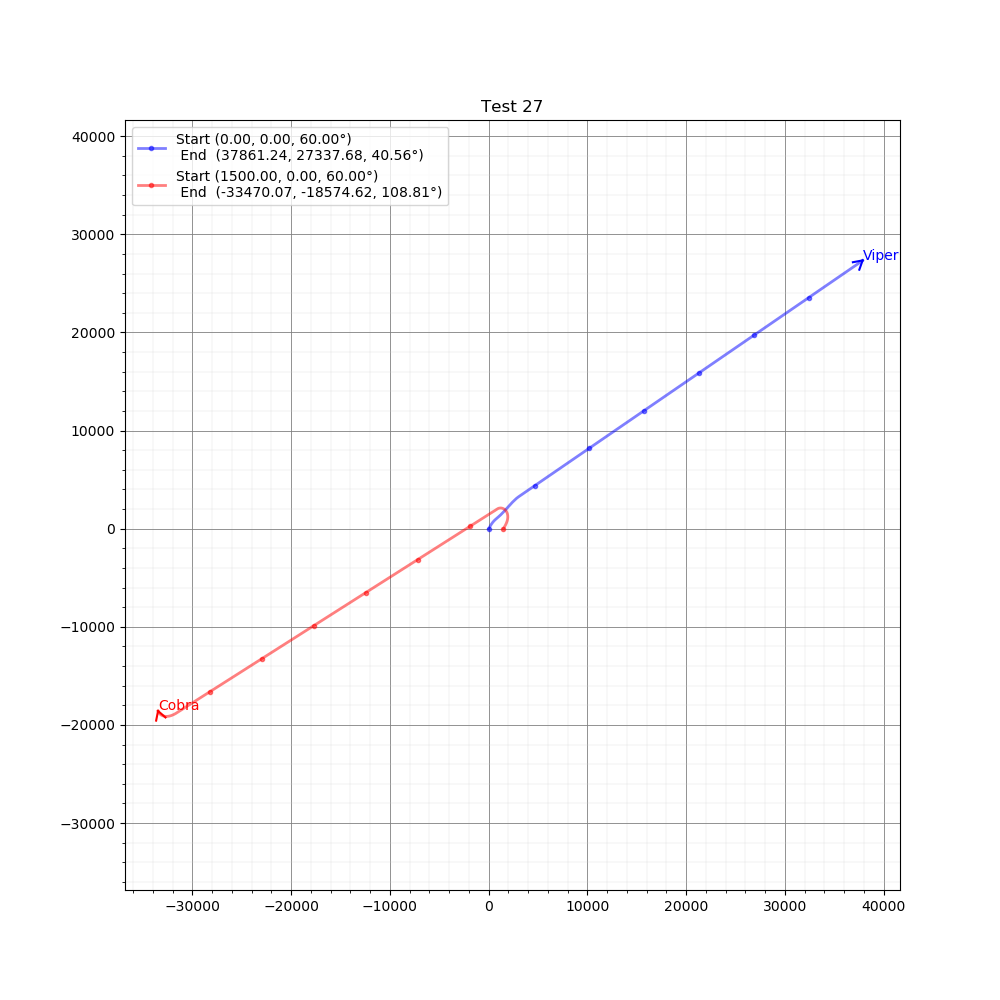 Test 27
Start (0.00, 0.00, 60.00°)
End (37861.24, 27337.68, 40.56°)
Start (1500.00, 0.00, 60.00°)
End (-33470.07, -18574.62, 108.81°)
40000
30000
20000
10000
0
−10000
−20000
−30000
Viper
Cobra
−30000 −20000 −10000 0 10000 20000 30000 40000